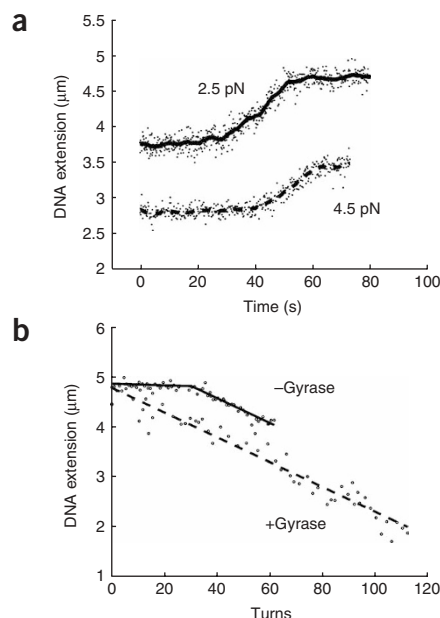 a
DNA extension (μm)
5
4.5
4
3.5
3
2.5
2
2.5 pN
4.5 pN
0 20 40 60 80 100
Time (s)
b
DNA extension (μm)
6
5
4
3
2
1
–Gyrase
+Gyrase
0 20 40 60 80 100 120
Turns